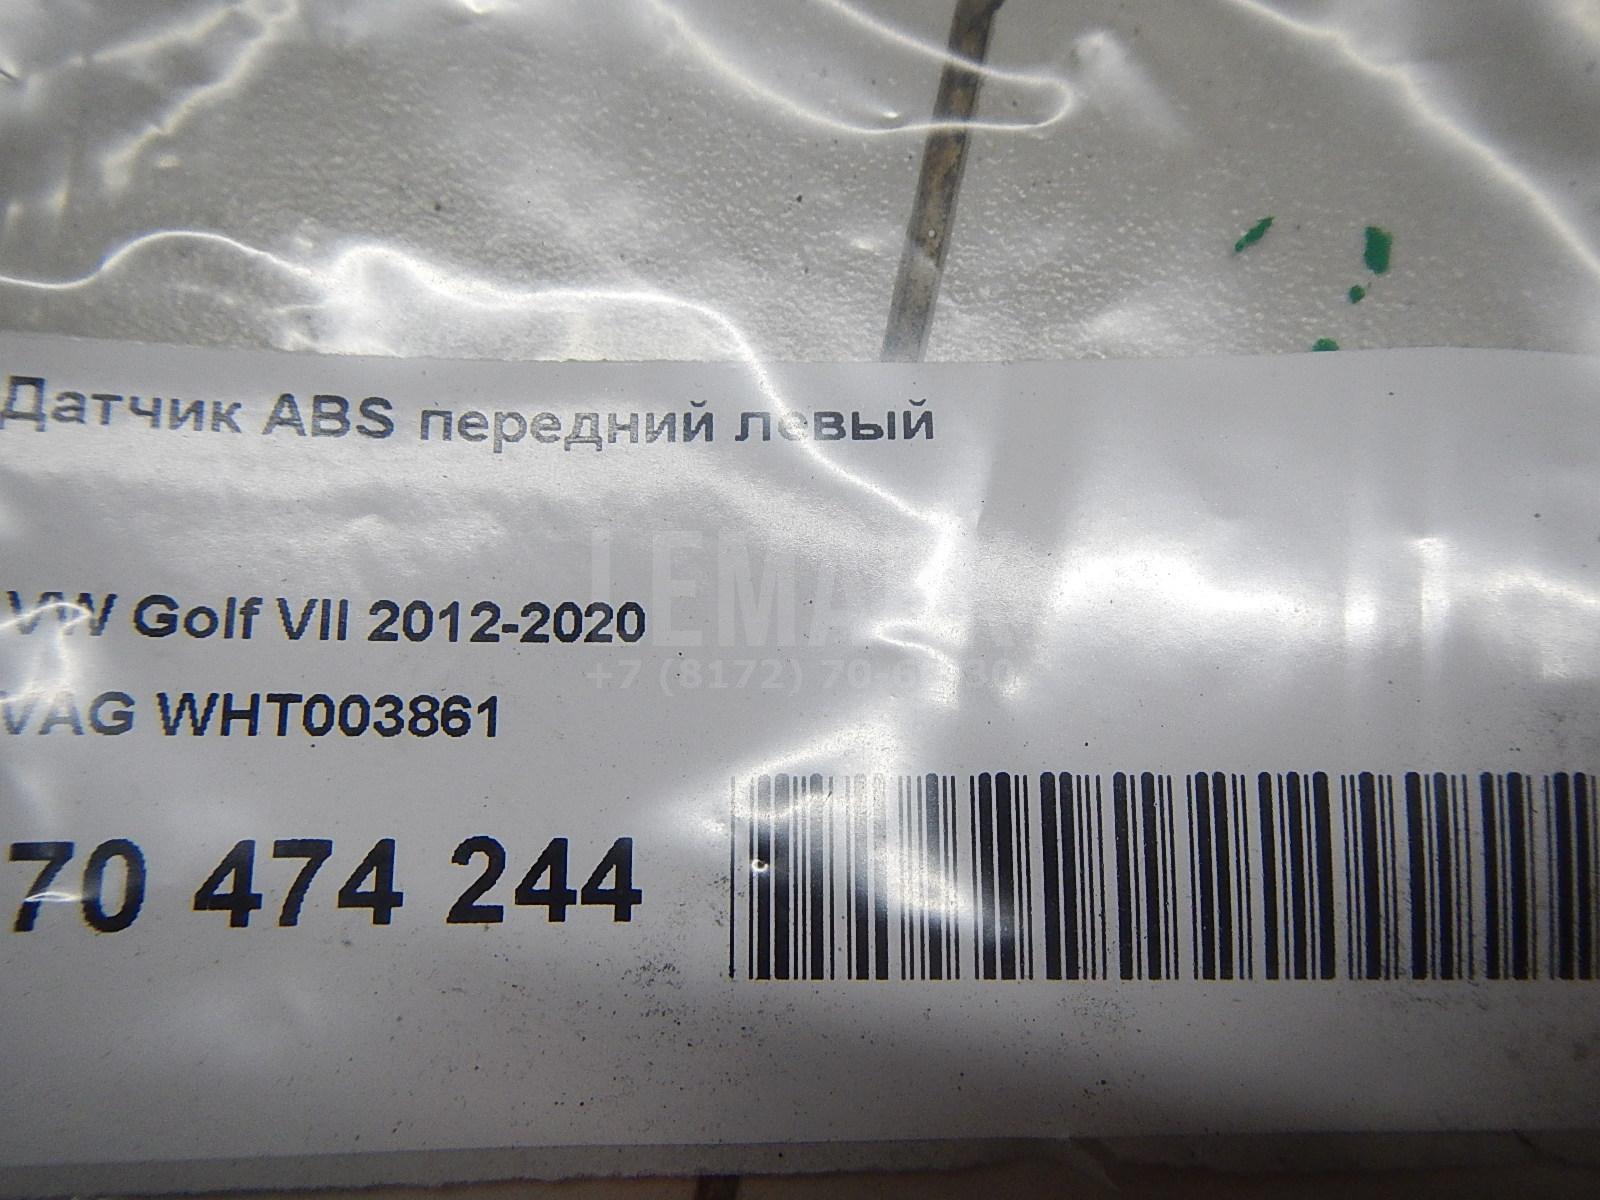 Датчик ABS передний левый
VW Golf VII 2012-2020
VAG WHT003861
70 474 244